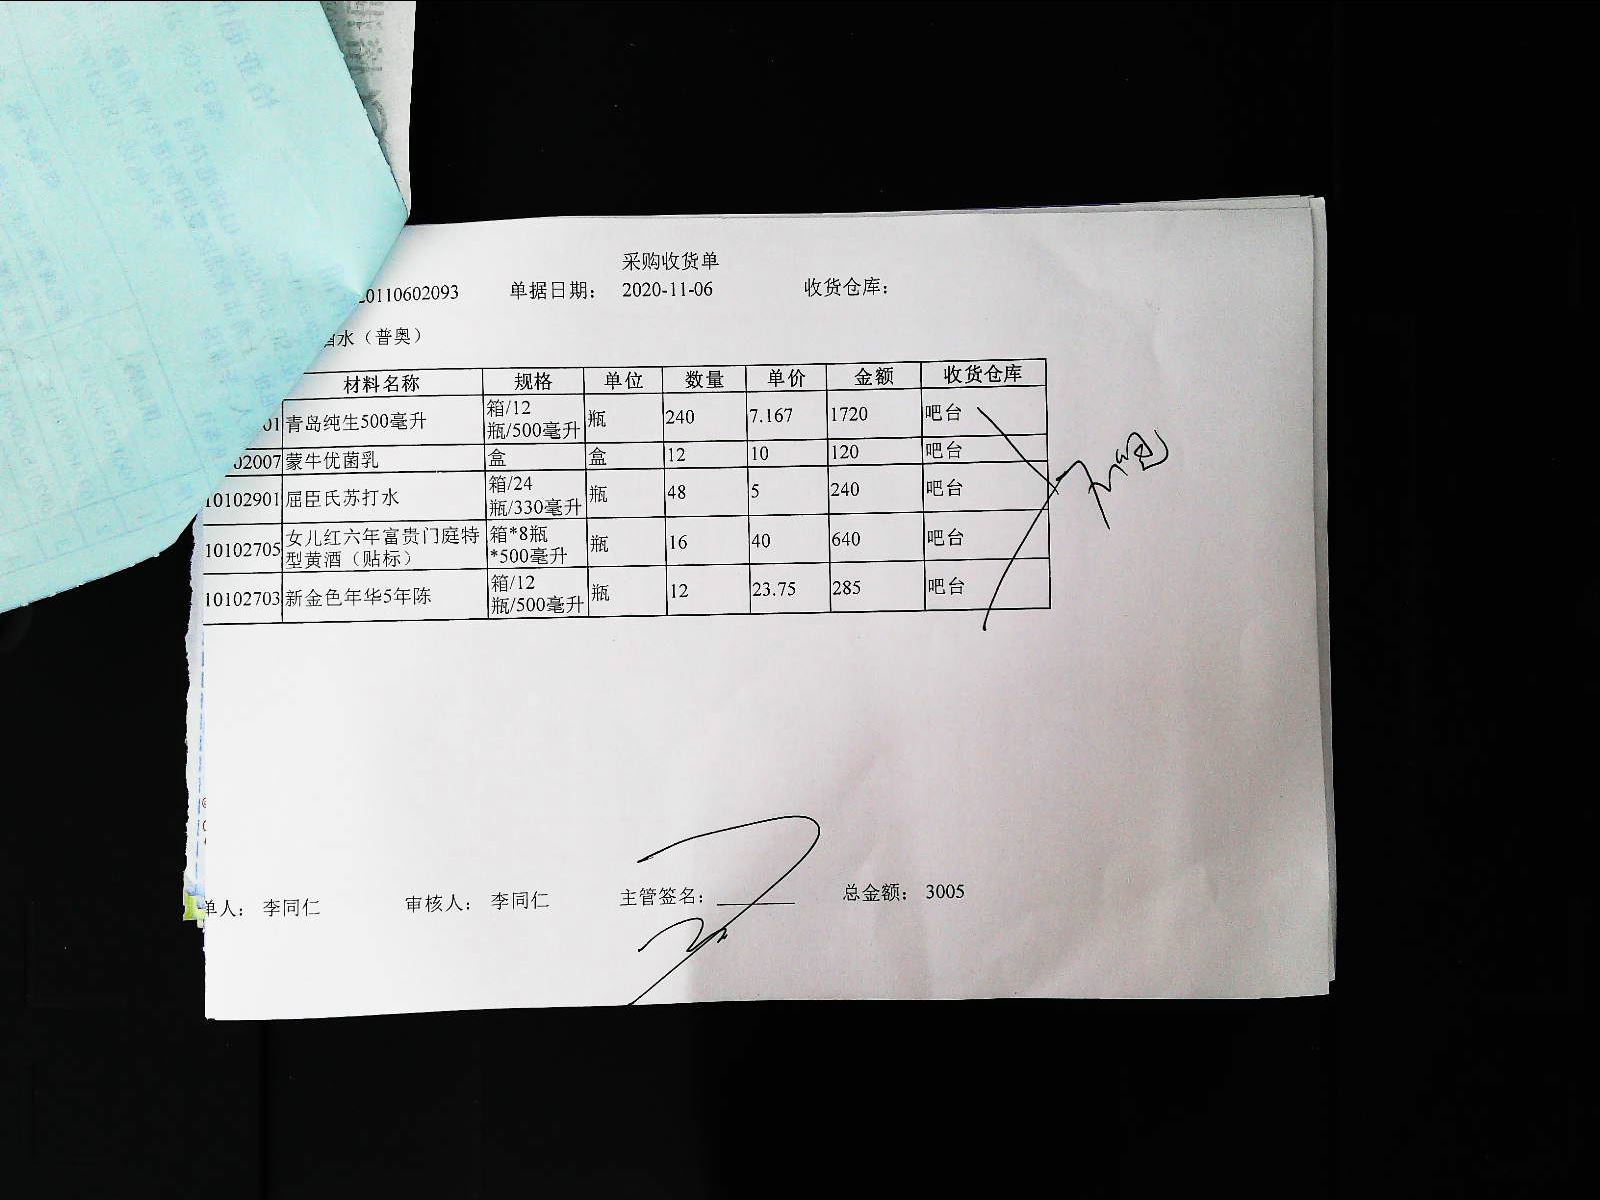 采购收货单
20110602093 单据日期： 2020-11-06 收货仓库：
酒水（普奥）
材料名称 规格 单位 数量 单价 金额 收货仓库
01 青岛纯生500毫升 箱/12瓶/500毫升 瓶 240 7.167 1720 吧台
02007 蒙牛优菌乳 盒 盒 12 10 120 吧台
10102901 屈臣氏苏打水 箱/24瓶/330毫升 瓶 48 5 240 吧台
10102705 女儿红六年富贵门庭特型黄酒（贴标） 箱*8瓶*500毫升 瓶 16 40 640 吧台
10102703 新金色年华5年陈 箱/12瓶/500毫升 瓶 12 23.75 285 吧台
单人： 李同仁 审核人： 李同仁 主管签名： 总金额： 3005